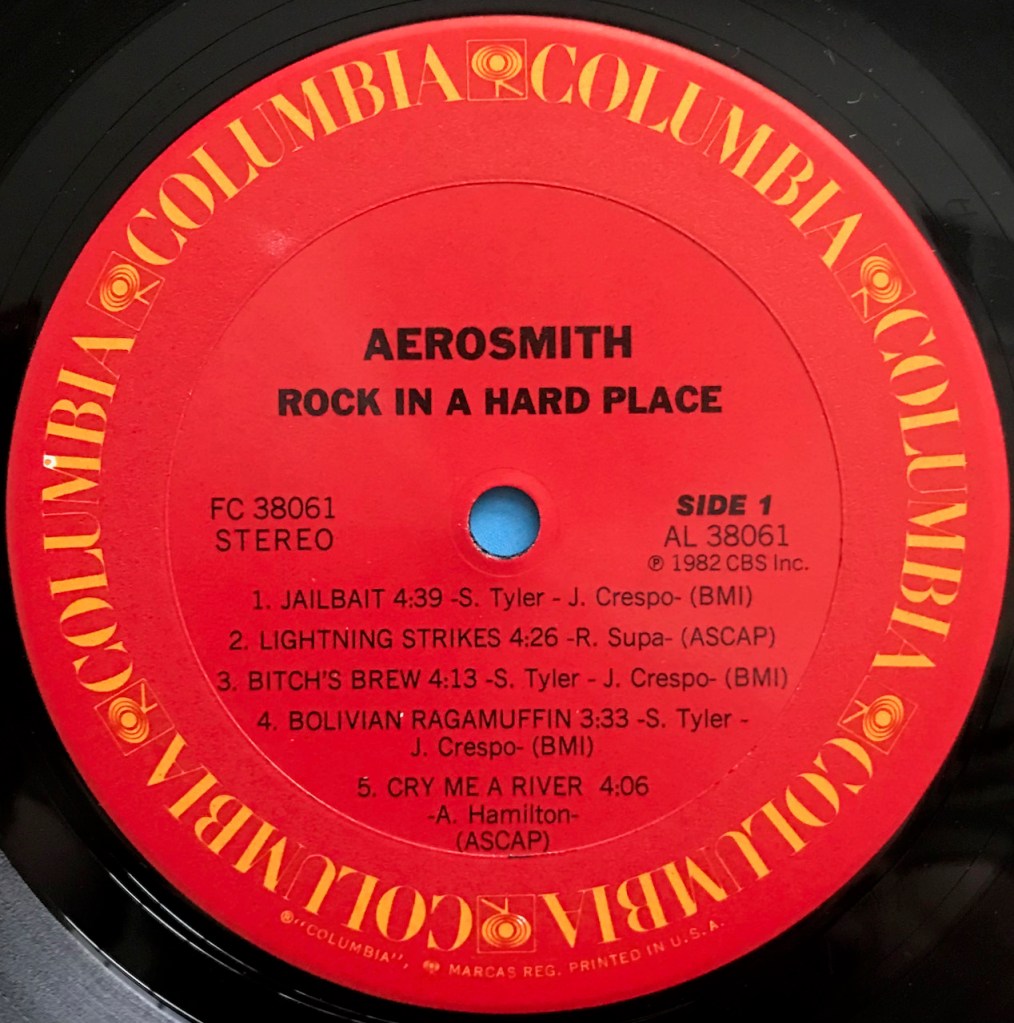 COLUMBIA
COLUMBIA
COLUMBIA
COLUMBIA
COLUMBIA
COLUMBIA
AEROSMITH
ROCK IN A HARD PLACE
FC 38061
STEREO
SIDE 1
AL 38061
℗ 1982 CBS Inc.
1. JAILBAIT 4:39 -S. Tyler - J. Crespo- (BMI)
2. LIGHTNING STRIKES 4:26 -R. Supa- (ASCAP)
3. BITCH'S BREW 4:13 -S. Tyler - J. Crespo- (BMI)
4. BOLIVIAN RAGAMUFFIN 3:33 -S. Tyler -
J. Crespo- (BMI)
5. CRY ME A RIVER 4:06
-A. Hamilton-
(ASCAP)
®"COLUMBIA", MARCAS REG. PRINTED IN U.S.A.